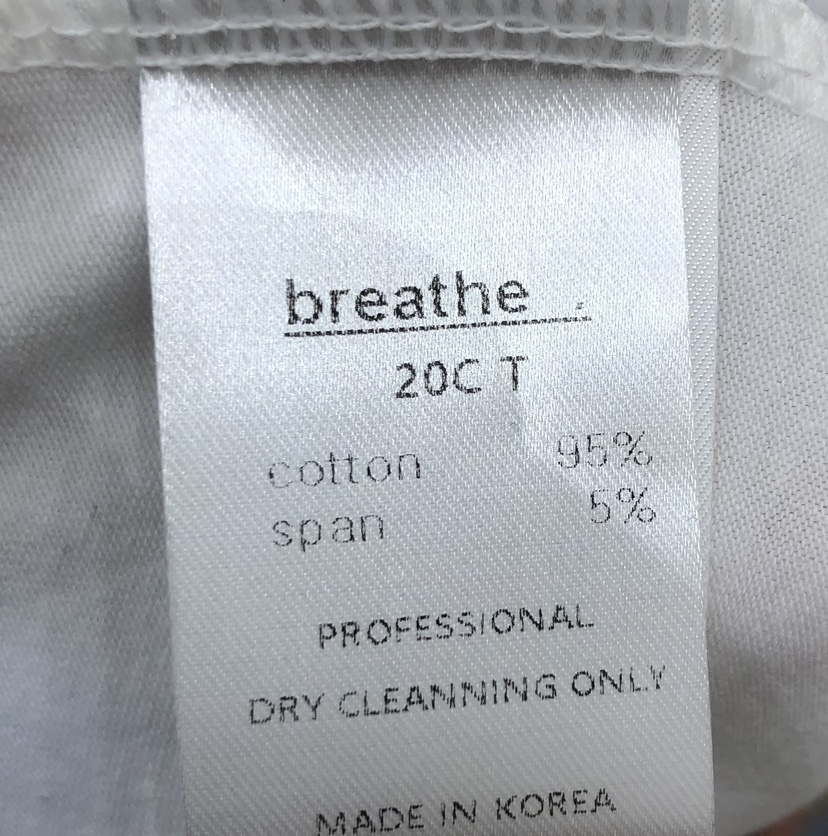 breathe .
20C T
cotton 95%
span 5%
PROFESSIONAL
DRY CLEANNING ONLY
MADE IN KOREA